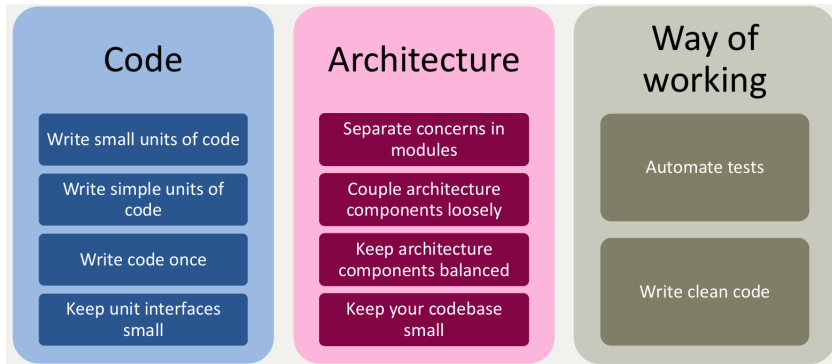 Code
Write small units of code
Write simple units of
code
Write code once
Keep unit interfaces
small
Architecture
Separate concerns in
modules
Couple architecture
components loosely
Keep architecture
components balanced
Keep your codebase
small
Way of
working
Automate tests
Write clean code